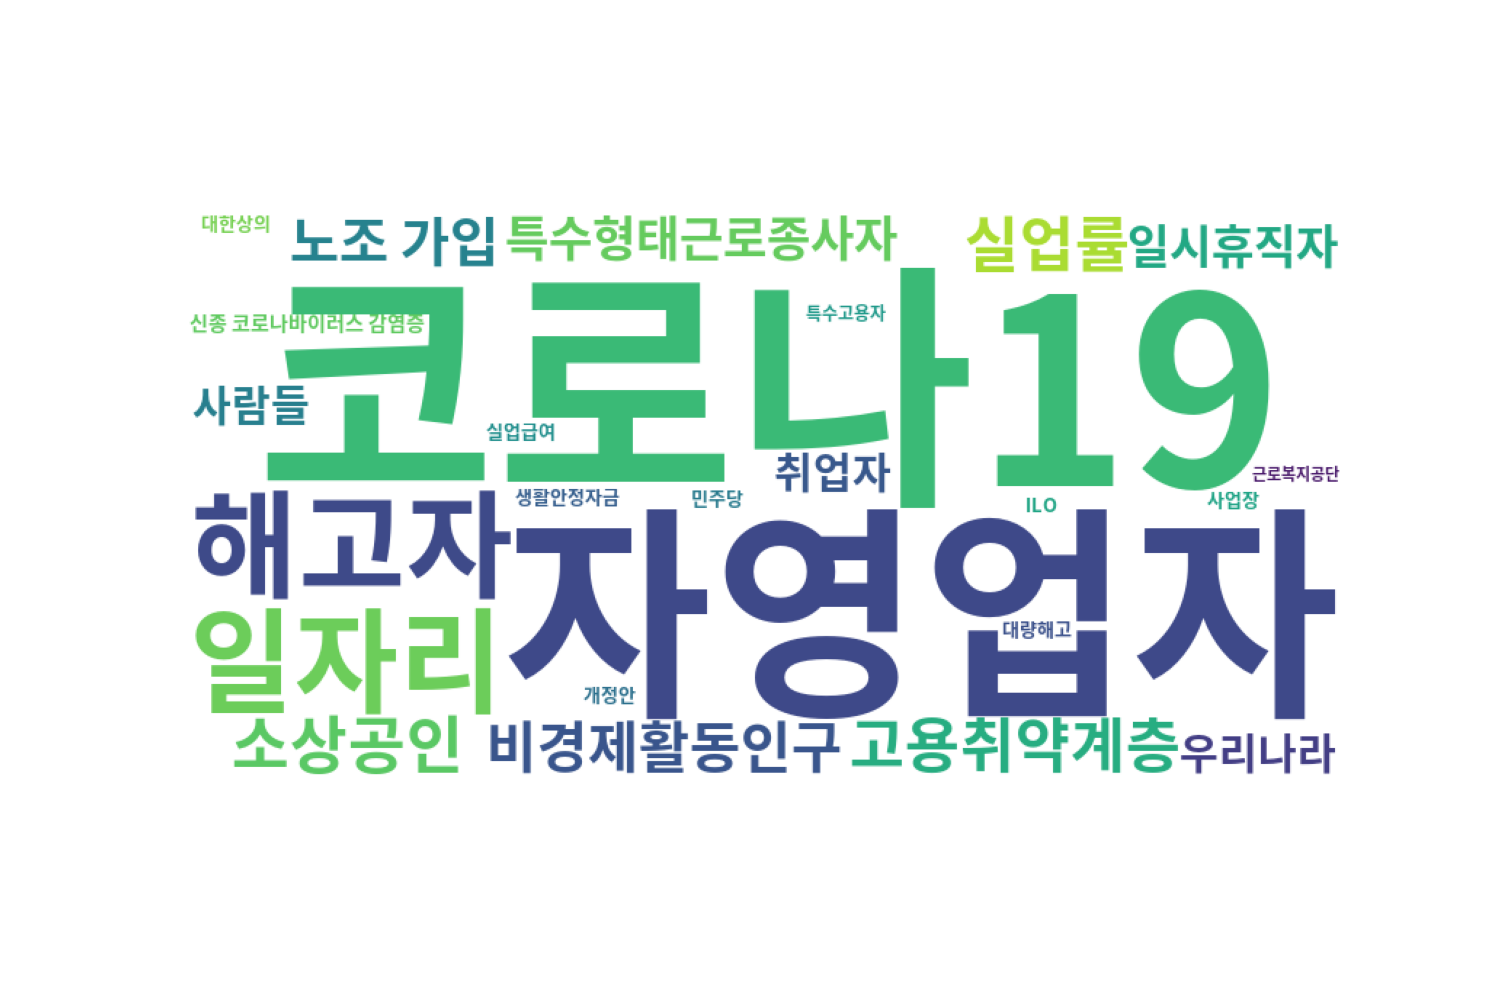 대한상의
노조 가입
특수형태근로종사자
실업률
일시휴직자
신종 코로나바이러스 감염증
코로나19
특수고용자
사람들
실업급여
취업자
근로복지공단
해고자
생활안정자금
민주당
ILO
사업장
자영업자
일자리
대량해고
개정안
소상공인
비경제활동인구
고용취약계층
우리나라